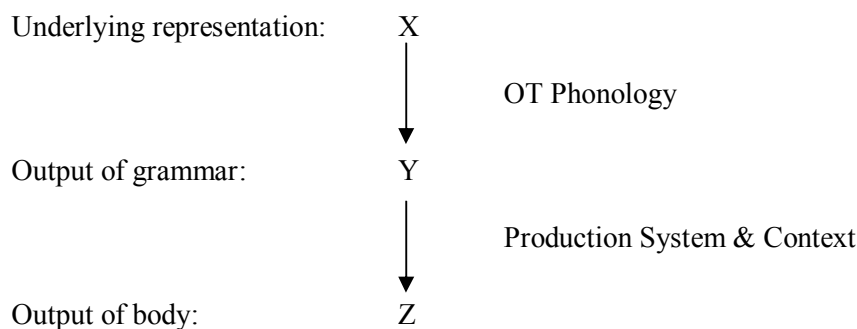 Underlying representation: X
OT Phonology
Output of grammar: Y
Production System & Context
Output of body: Z